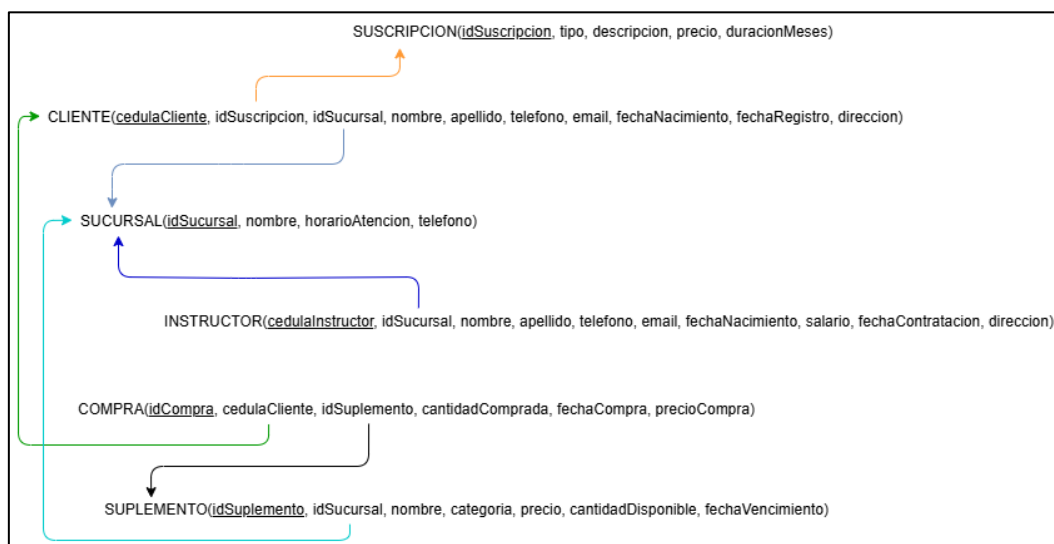 SUSCRIPCION(idSuscripcion, tipo, descripcion, precio, duracionMeses)
CLIENTE(cedulaCliente, idSuscripcion, idSucursal, nombre, apellido, telefono, email, fechaNacimiento, fechaRegistro, direccion)
SUCURSAL(idSucursal, nombre, horarioAtencion, telefono)
INSTRUCTOR(cedulaInstructor, idSucursal, nombre, apellido, telefono, email, fechaNacimiento, salario, fechaContratacion, direccion)
COMPRA(idCompra, cedulaCliente, idSuplemento, cantidadComprada, fechaCompra, precioCompra)
SUPLEMENTO(idSuplemento, idSucursal, nombre, categoria, precio, cantidadDisponible, fechaVencimiento)